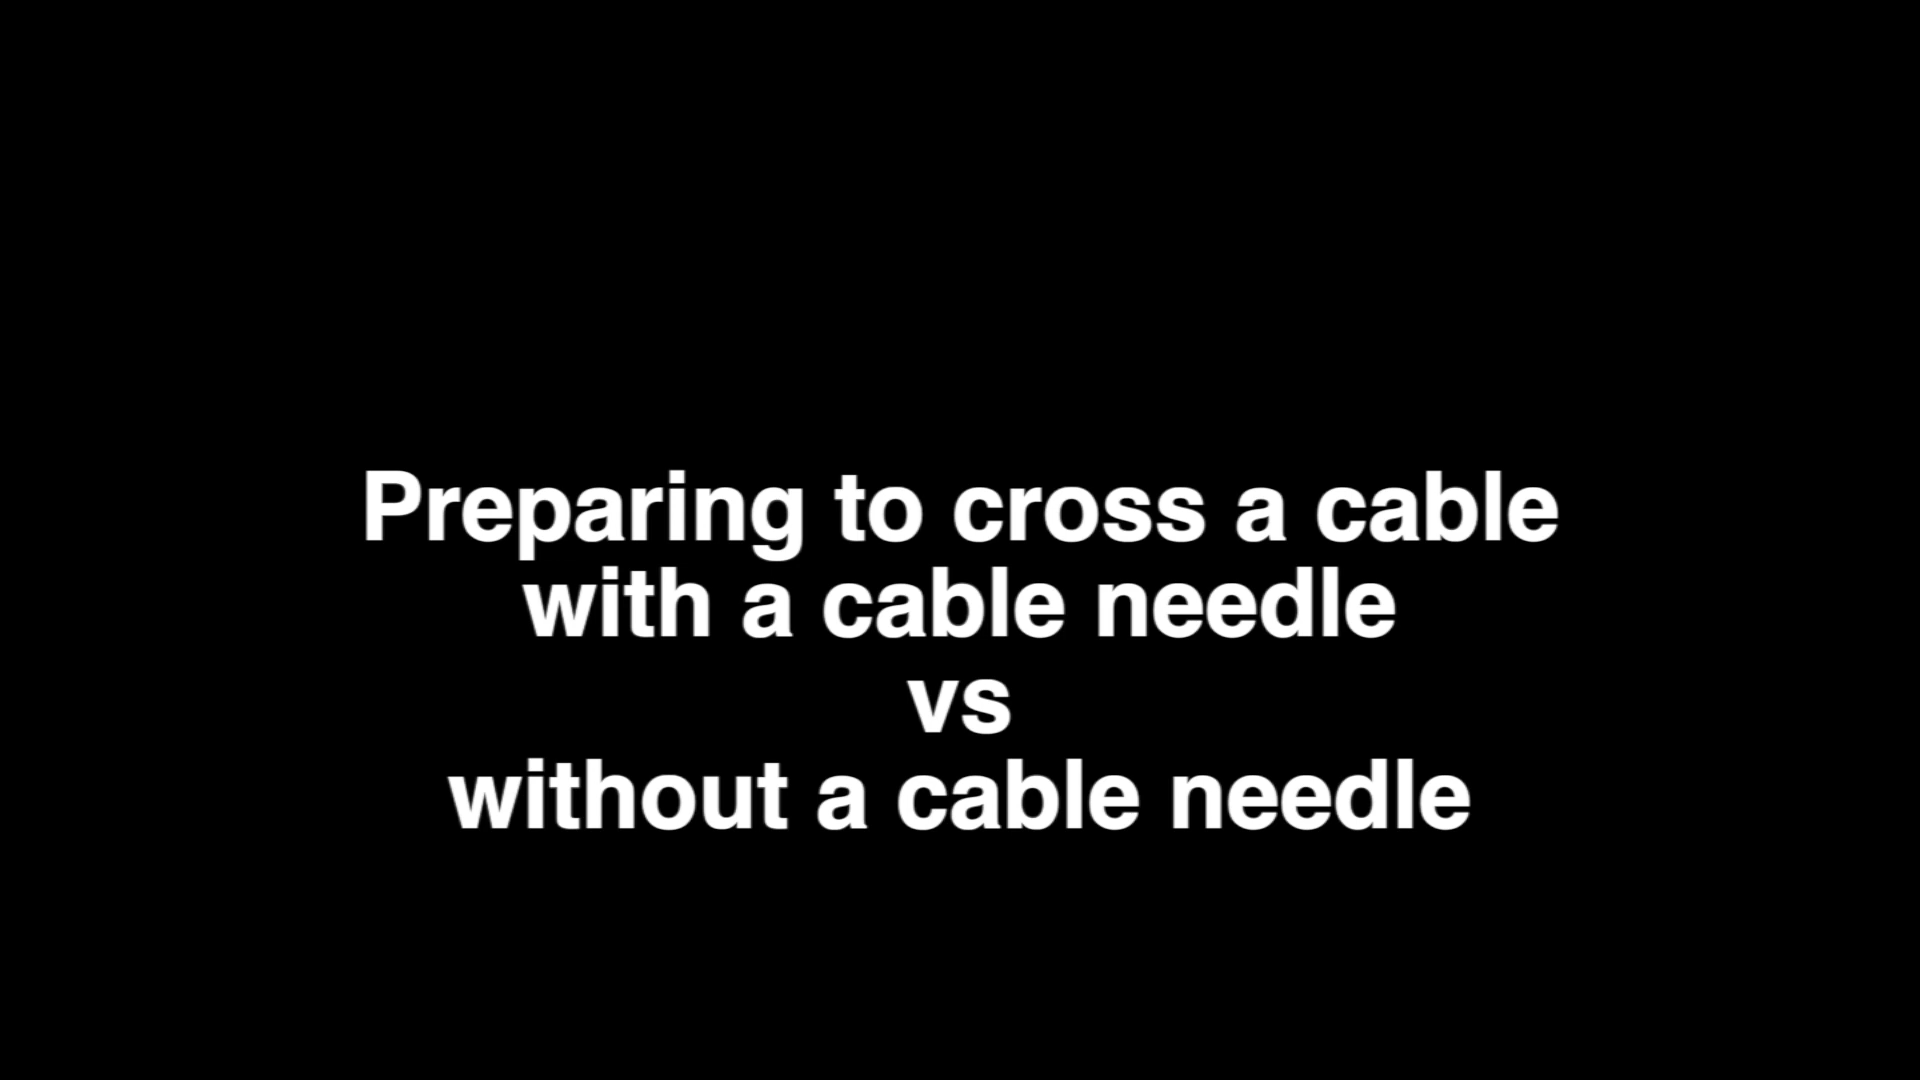 Preparing to cross a cable
with a cable needle
vs
without a cable needle